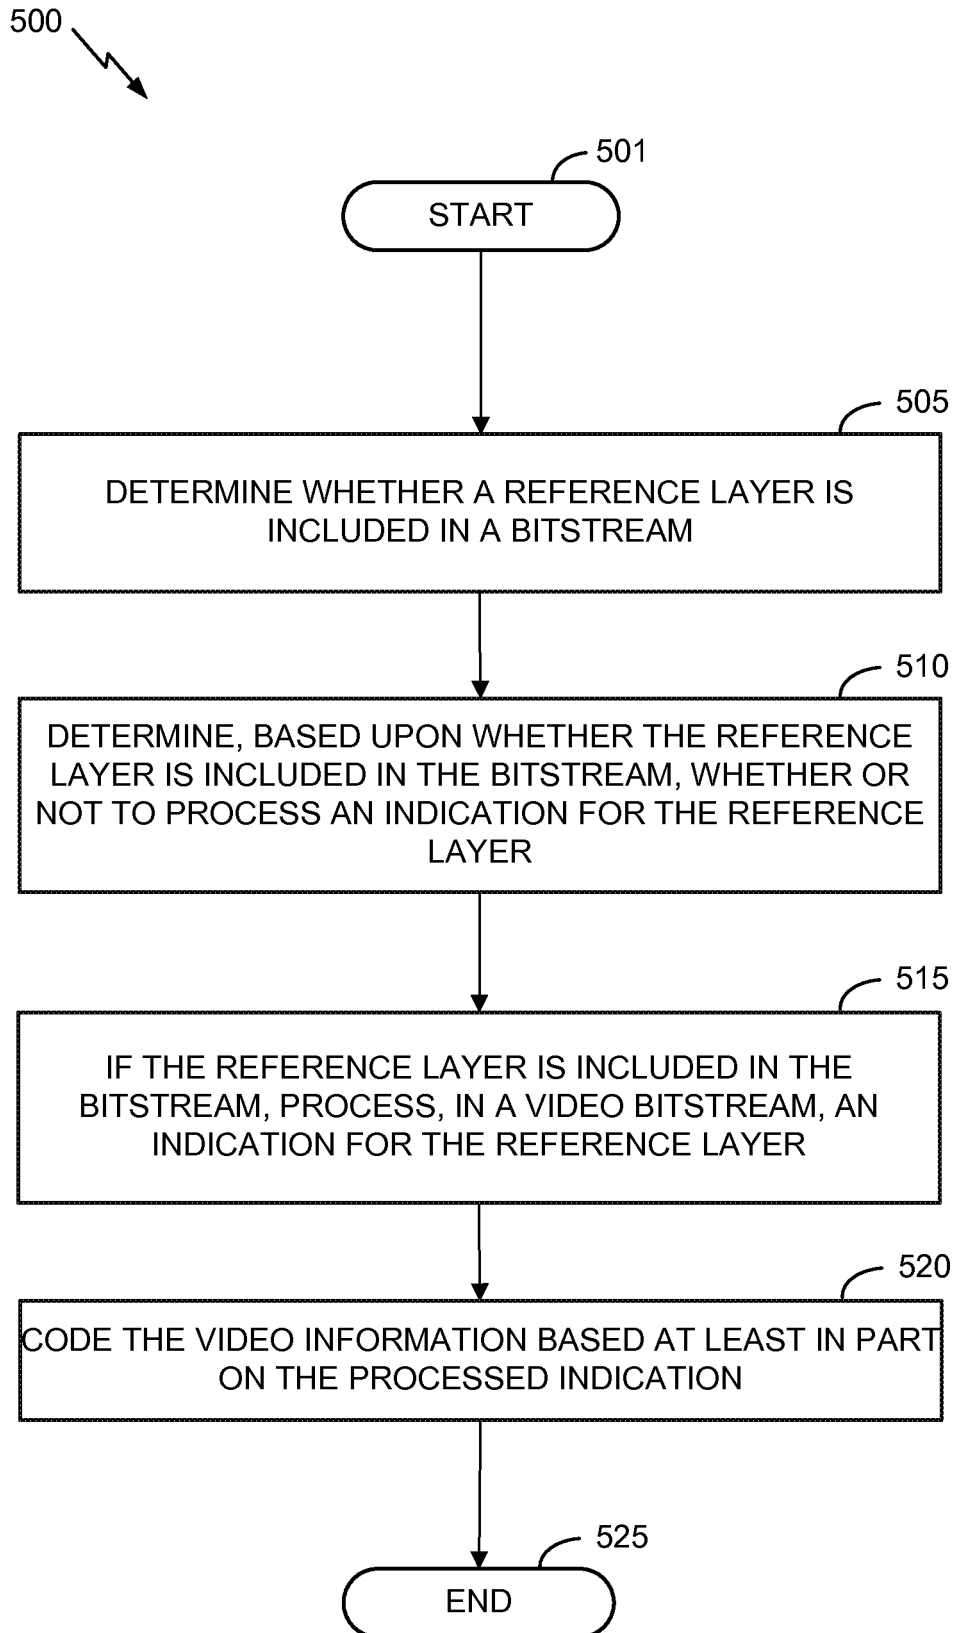 500
501
START
505
DETERMINE WHETHER A REFERENCE LAYER IS
INCLUDED IN A BITSTREAM
510
DETERMINE, BASED UPON WHETHER THE REFERENCE
LAYER IS INCLUDED IN THE BITSTREAM, WHETHER OR
NOT TO PROCESS AN INDICATION FOR THE REFERENCE
LAYER
515
IF THE REFERENCE LAYER IS INCLUDED IN THE
BITSTREAM, PROCESS, IN A VIDEO BITSTREAM, AN
INDICATION FOR THE REFERENCE LAYER
520
CODE THE VIDEO INFORMATION BASED AT LEAST IN PART
ON THE PROCESSED INDICATION
525
END